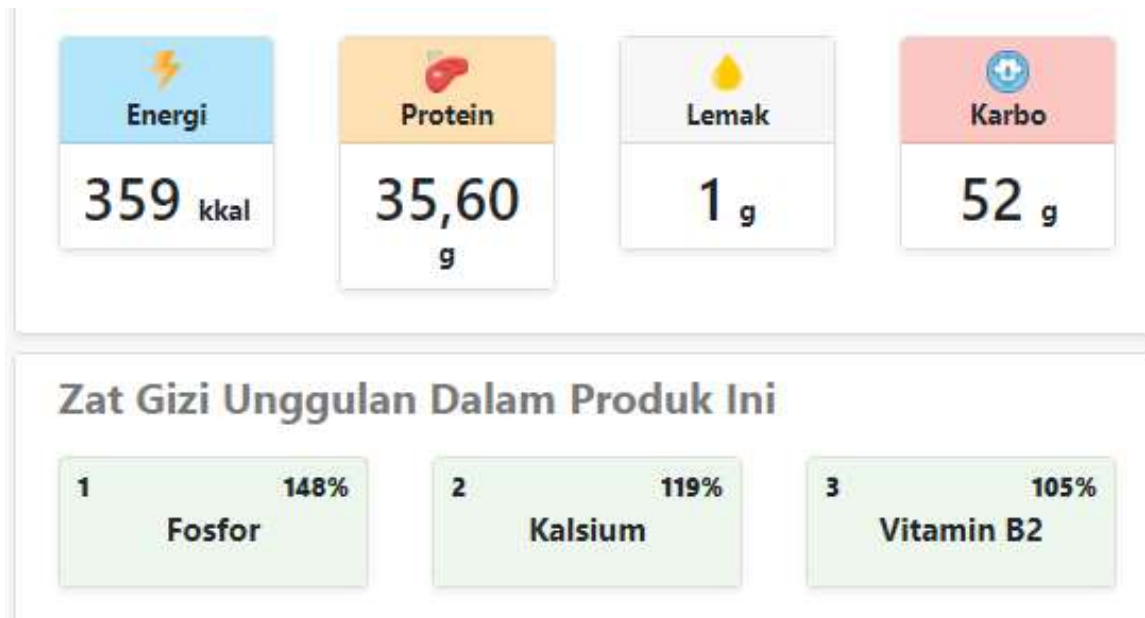 Energi
359 kkal
Protein
35,60
g
Lemak
1 g
Karbo
52 g
Zat Gizi Unggulan Dalam Produk Ini
1 148%
Fosfor
2 119%
Kalsium
3 105%
Vitamin B2